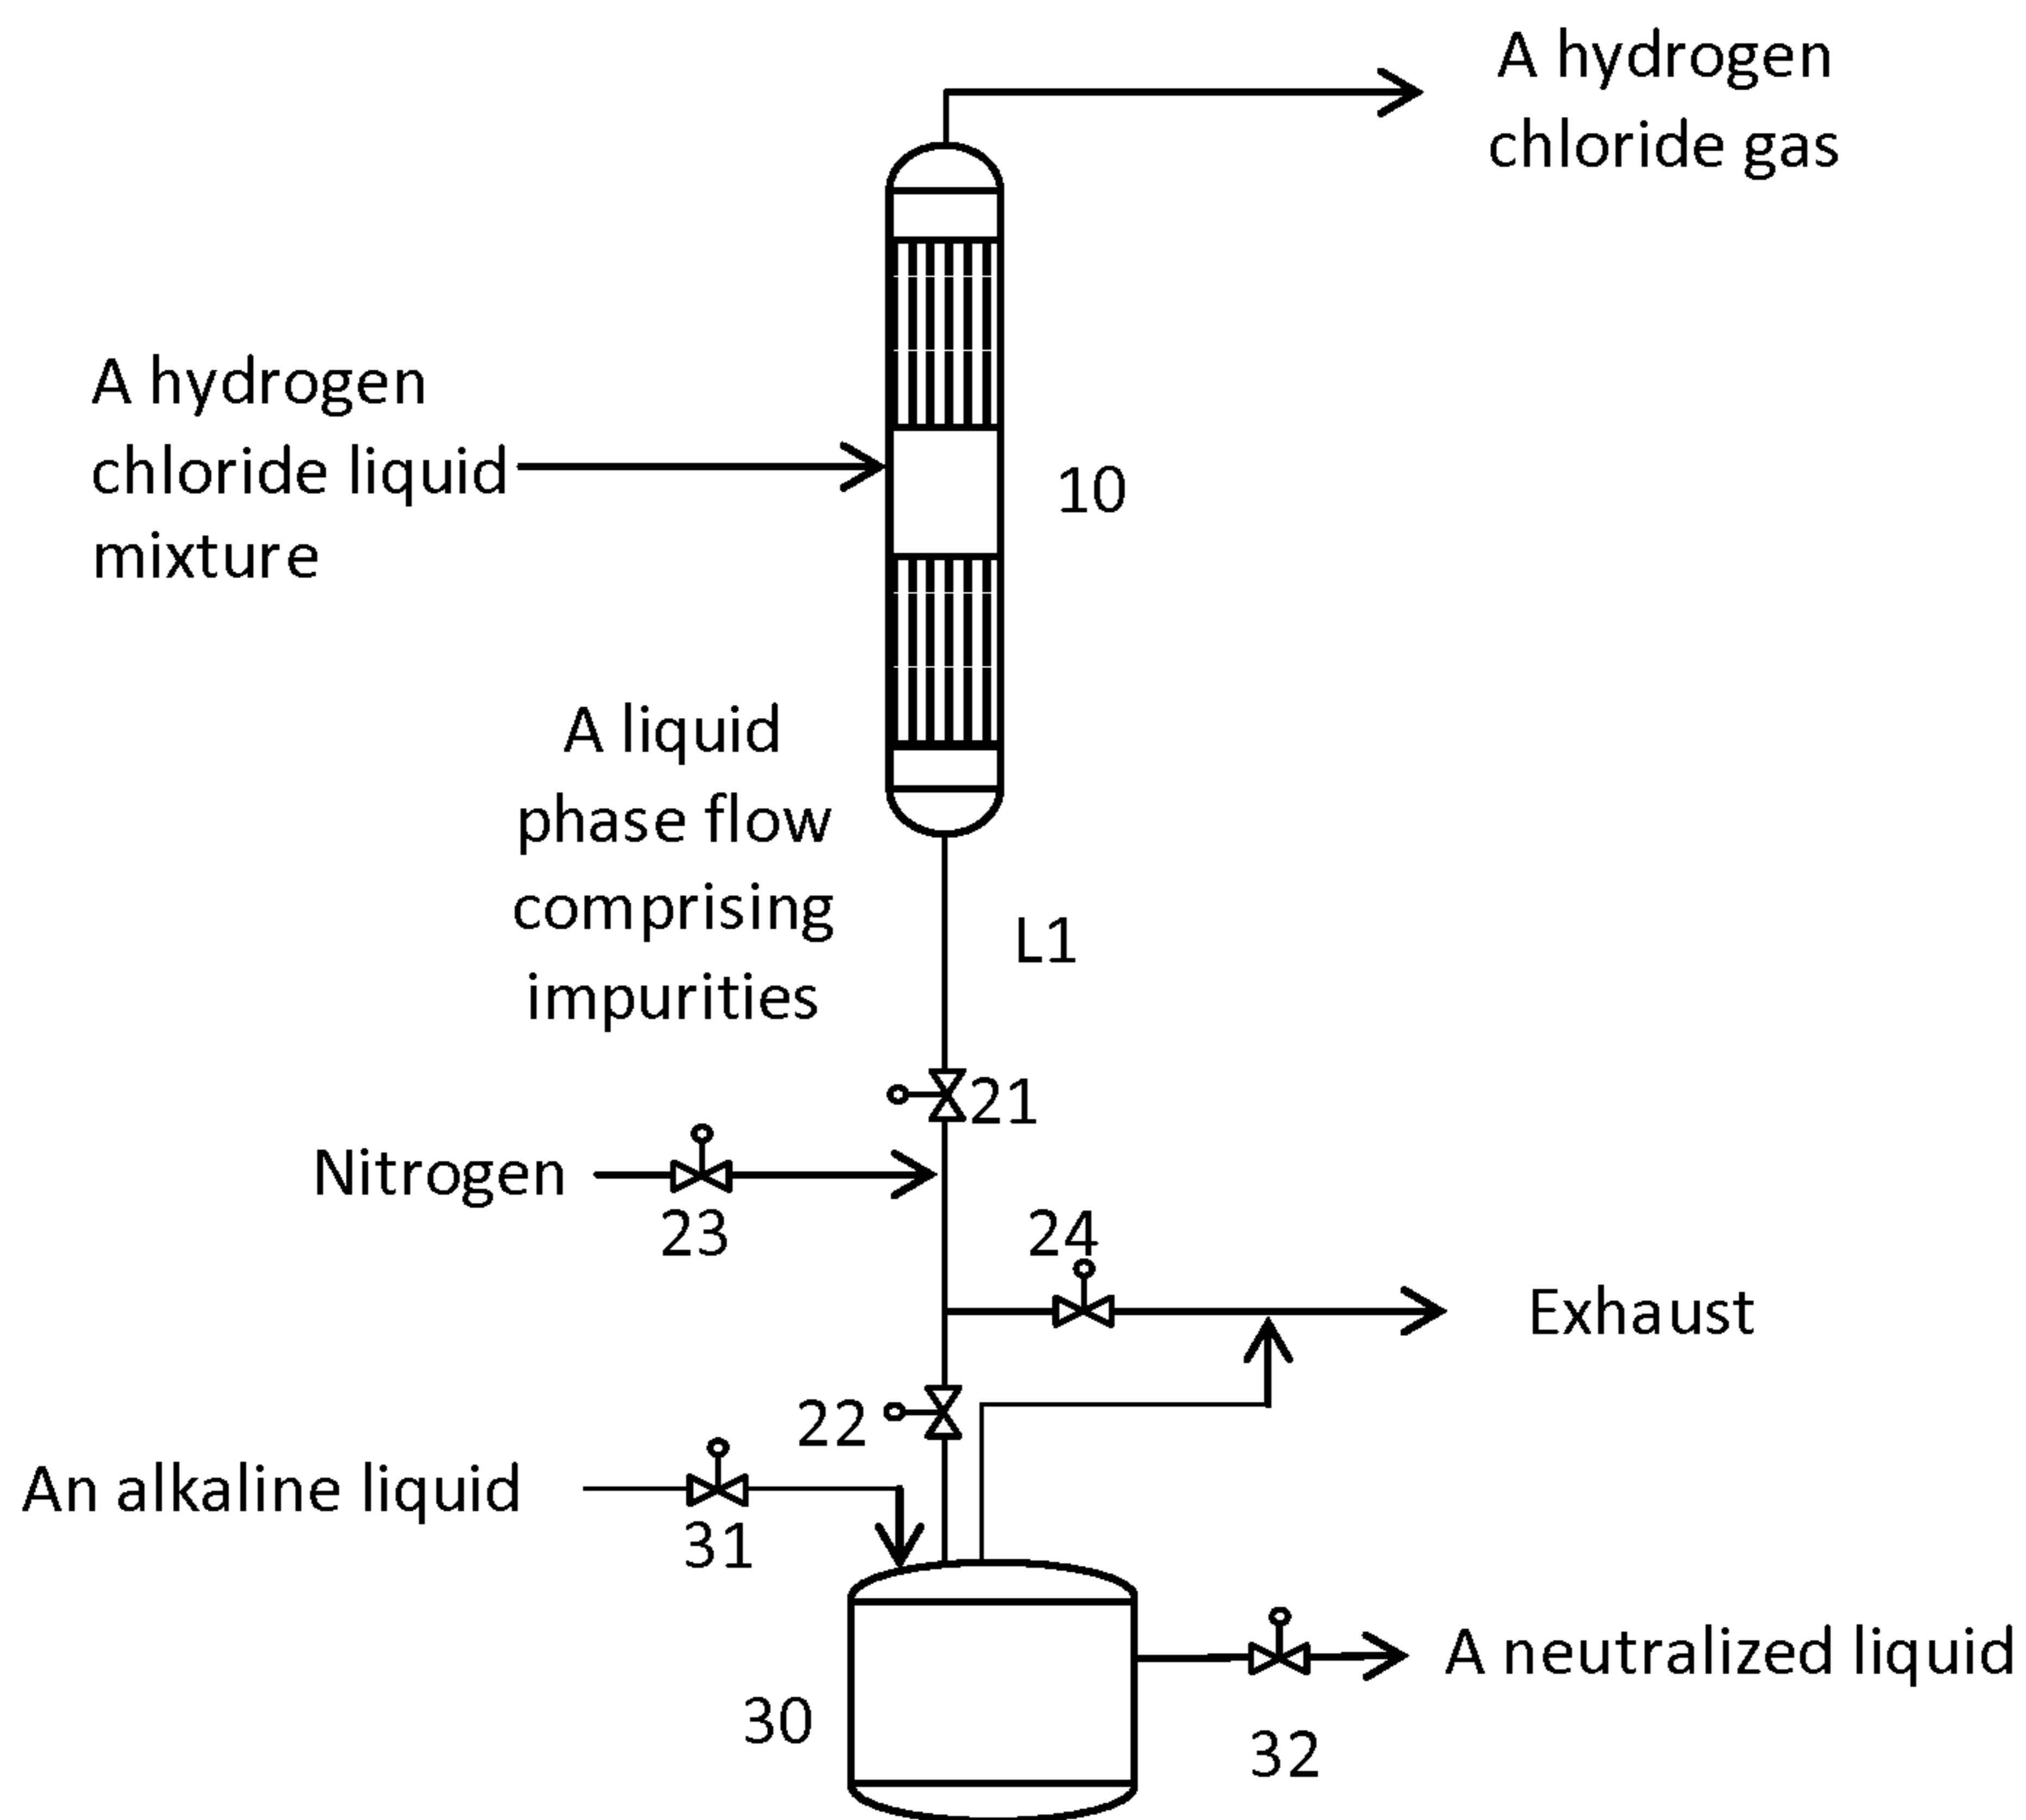 A hydrogen
chloride gas
A hydrogen
chloride liquid
mixture
10
A liquid
phase flow
comprising
impurities
L1
21
Nitrogen
23
24
Exhaust
22
An alkaline liquid
31
A neutralized liquid
30
32